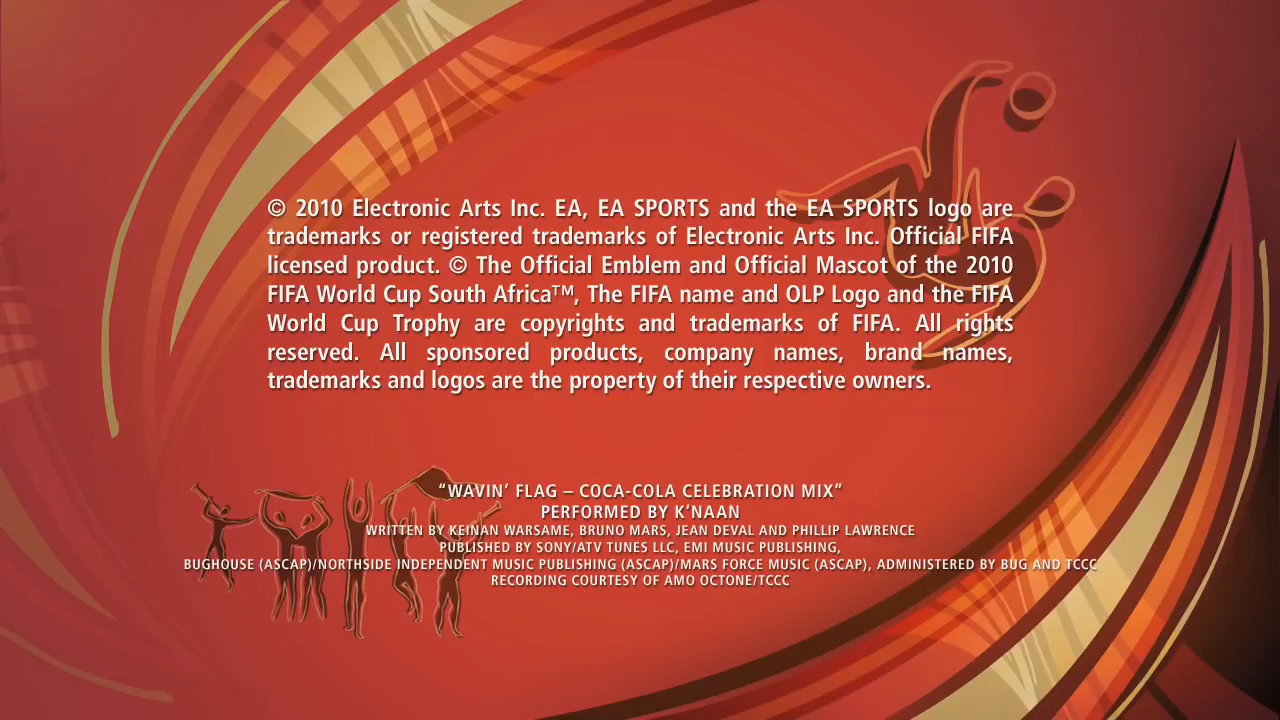 © 2010 Electronic Arts Inc. EA, EA SPORTS and the EA SPORTS logo are
trademarks or registered trademarks of Electronic Arts Inc. Official FIFA
licensed product. © The Official Emblem and Official Mascot of the 2010
FIFA World Cup South Africa™, The FIFA name and OLP Logo and the FIFA
World Cup Trophy are copyrights and trademarks of FIFA. All rights
reserved. All sponsored products, company names, brand names,
trademarks and logos are the property of their respective owners.
“WAVIN’ FLAG – COCA-COLA CELEBRATION MIX”
PERFORMED BY K’NAAN
WRITTEN BY KEINAN WARSAME, BRUNO MARS, JEAN DEVAL AND PHILLIP LAWRENCE
PUBLISHED BY SONY/ATV TUNES LLC, EMI MUSIC PUBLISHING,
BUGHOUSE (ASCAP)/NORTHSIDE INDEPENDENT MUSIC PUBLISHING (ASCAP)/MARS FORCE MUSIC (ASCAP), ADMINISTERED BY BUG AND TCCC
RECORDING COURTESY OF AMO OCTONE/TCCC